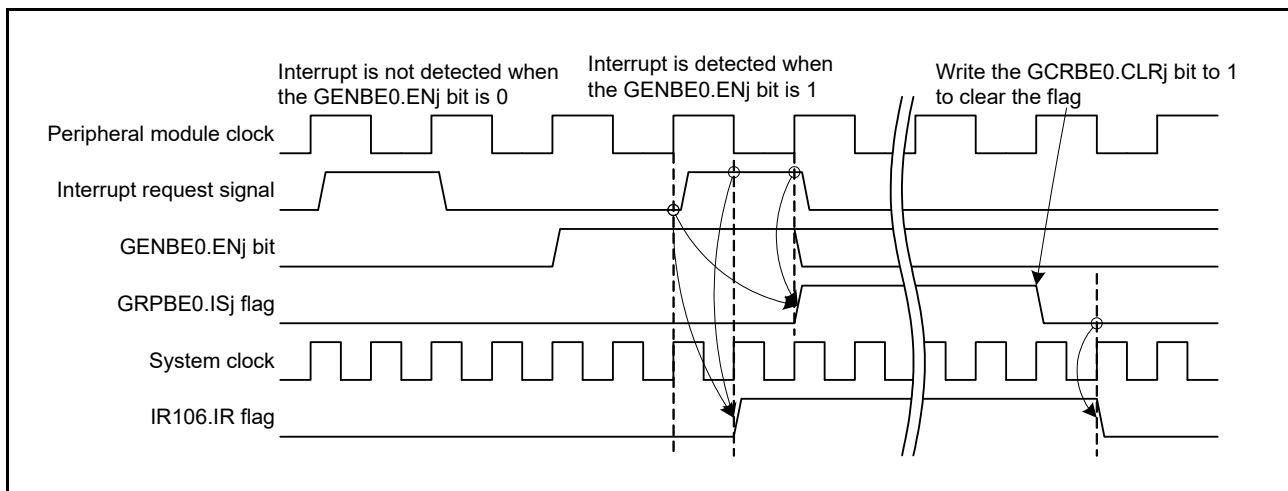 Interrupt is not detected when
the GENBE0.ENj bit is 0
Interrupt is detected when
the GENBE0.ENj bit is 1
Write the GCRBE0.CLRj bit to 1
to clear the flag
Peripheral module clock
Interrupt request signal
GENBE0.ENj bit
GRPBE0.ISj flag
System clock
IR106.IR flag